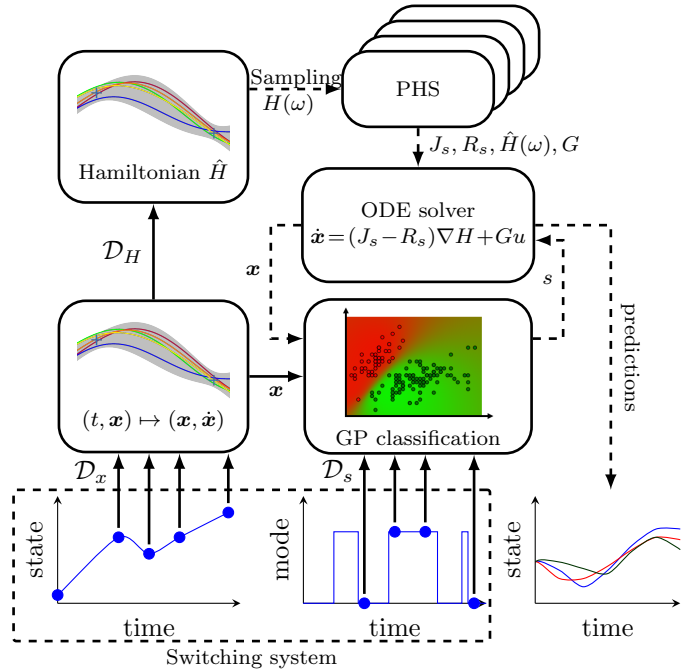 Sampling
H(ω)
PHS
Hamiltonian Ĥ
J_s, R_s, Ĥ(ω), G
ODE solver
ẋ=(J_s−R_s)∇H+Gu
𝒟_H
x
s
predictions
(t, x) ↦ (x, ẋ)
x
GP classification
𝒟_x
𝒟_s
state
time
mode
time
state
time
Switching system